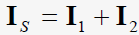 I_S = I_1 + I_2